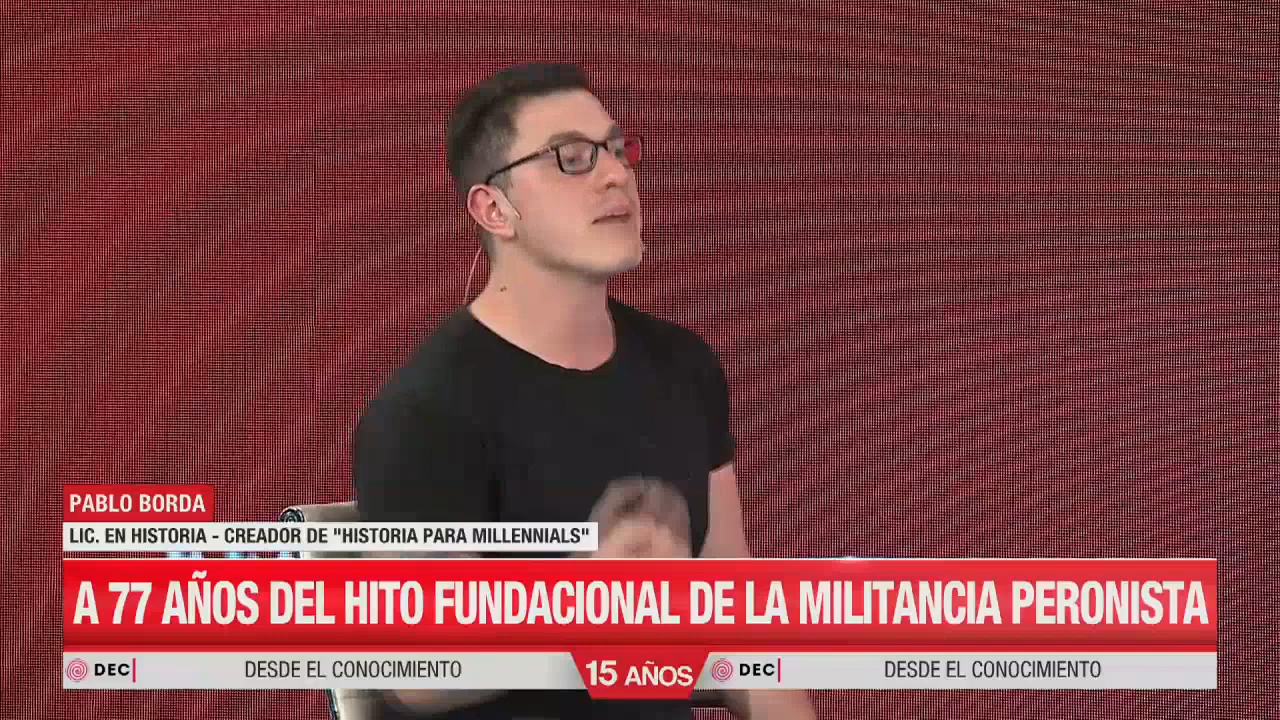 PABLO BORDA
LIC. EN HISTORIA - CREADOR DE "HISTORIA PARA MILLENNIALS"
A 77 AÑOS DEL HITO FUNDACIONAL DE LA MILITANCIA PERONISTA
DEC DESDE EL CONOCIMIENTO 15 AÑOS DEC DESDE EL CONOCIMIENTO